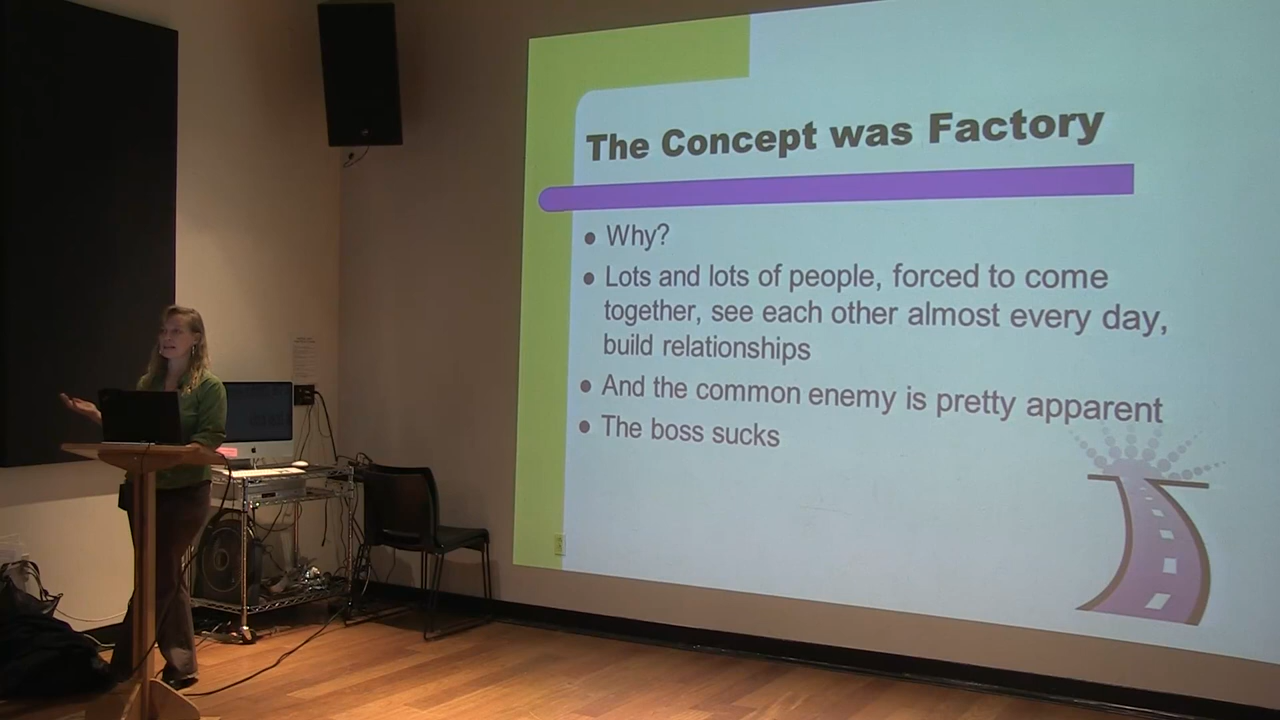 The Concept was Factory
Why?
Lots and lots of people, forced to come
together, see each other almost every day,
build relationships
And the common enemy is pretty apparent
The boss sucks